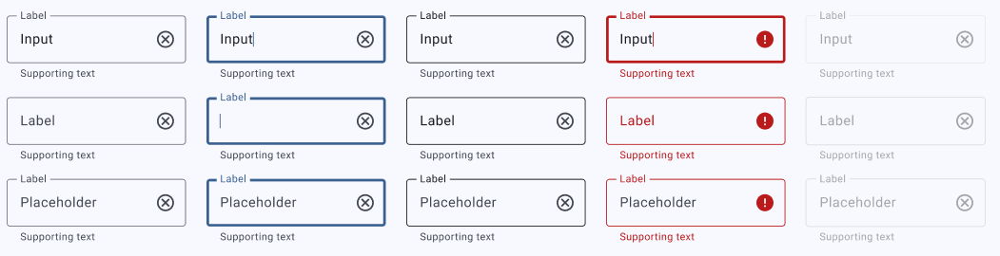 Label Label Label Label Label
Input Input Input Input Input
Supporting text Supporting text Supporting text Supporting text Supporting text
Label
Label Label Label Label
Supporting text Supporting text Supporting text Supporting text Supporting text
Label Label Label Label Label
Placeholder Placeholder Placeholder Placeholder Placeholder
Supporting text Supporting text Supporting text Supporting text Supporting text